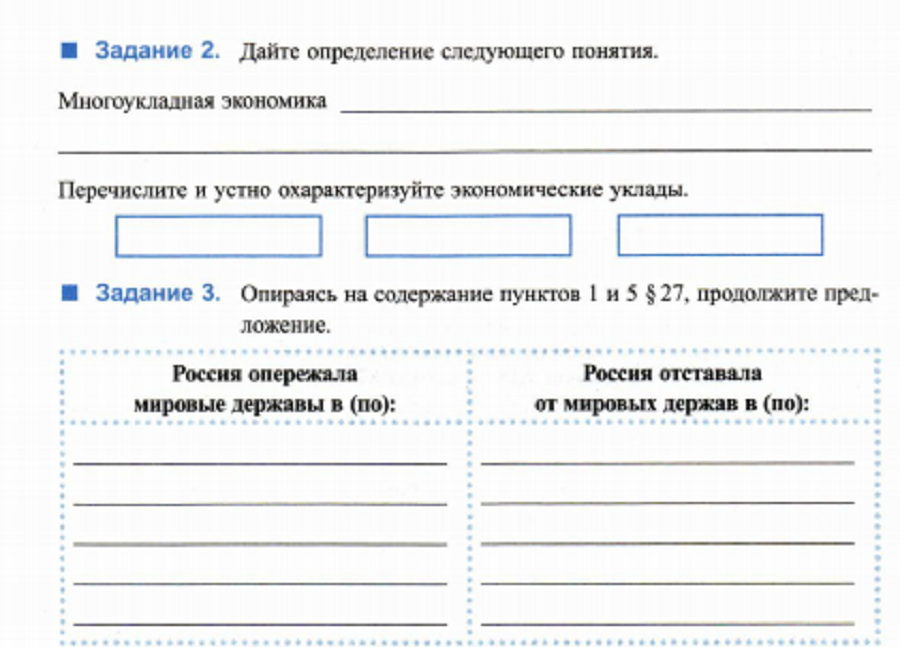 Задание 2. Дайте определение следующего понятия.
Многоукладная экономика
Перечислите и устно охарактеризуйте экономические уклады.
Задание 3. Опираясь на содержание пунктов 1 и 5 § 27, продолжите пред-
ложение.
Россия опережала
мировые державы в (по):
Россия отставала
от мировых держав в (по):